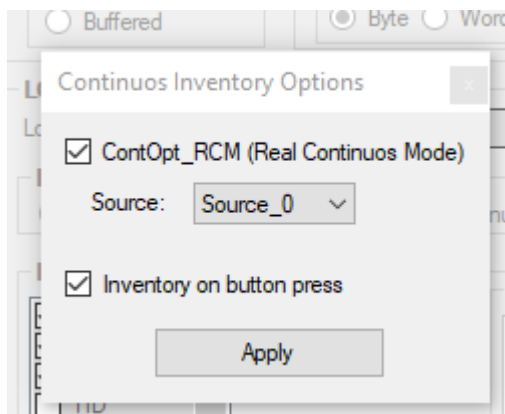 Buffered
Byte
Continuos Inventory Options
x
ContOpt_RCM (Real Continuos Mode)
Source: Source_0
Inventory on button press
Apply